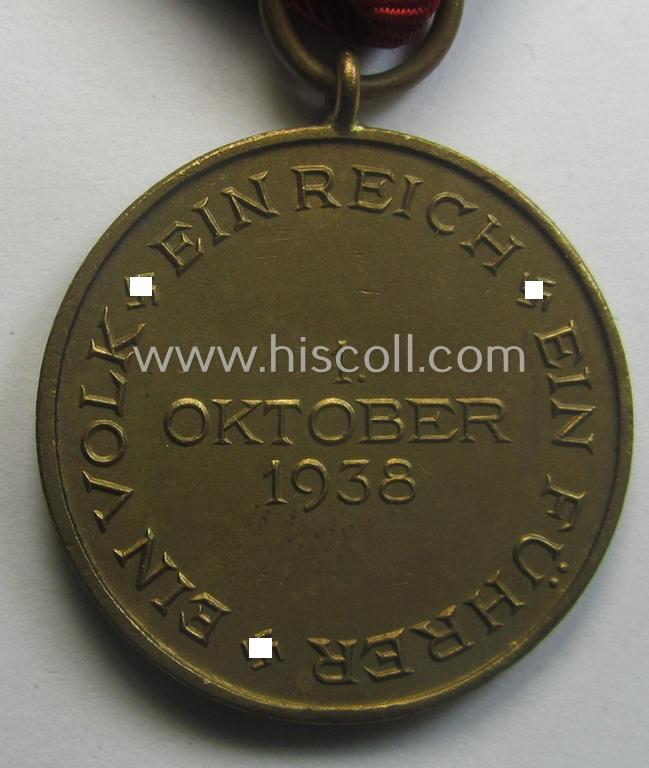 EIN VOLK EIN REICH EIN FÜHRER
1.
OKTOBER
1938
www.hiscoll.com